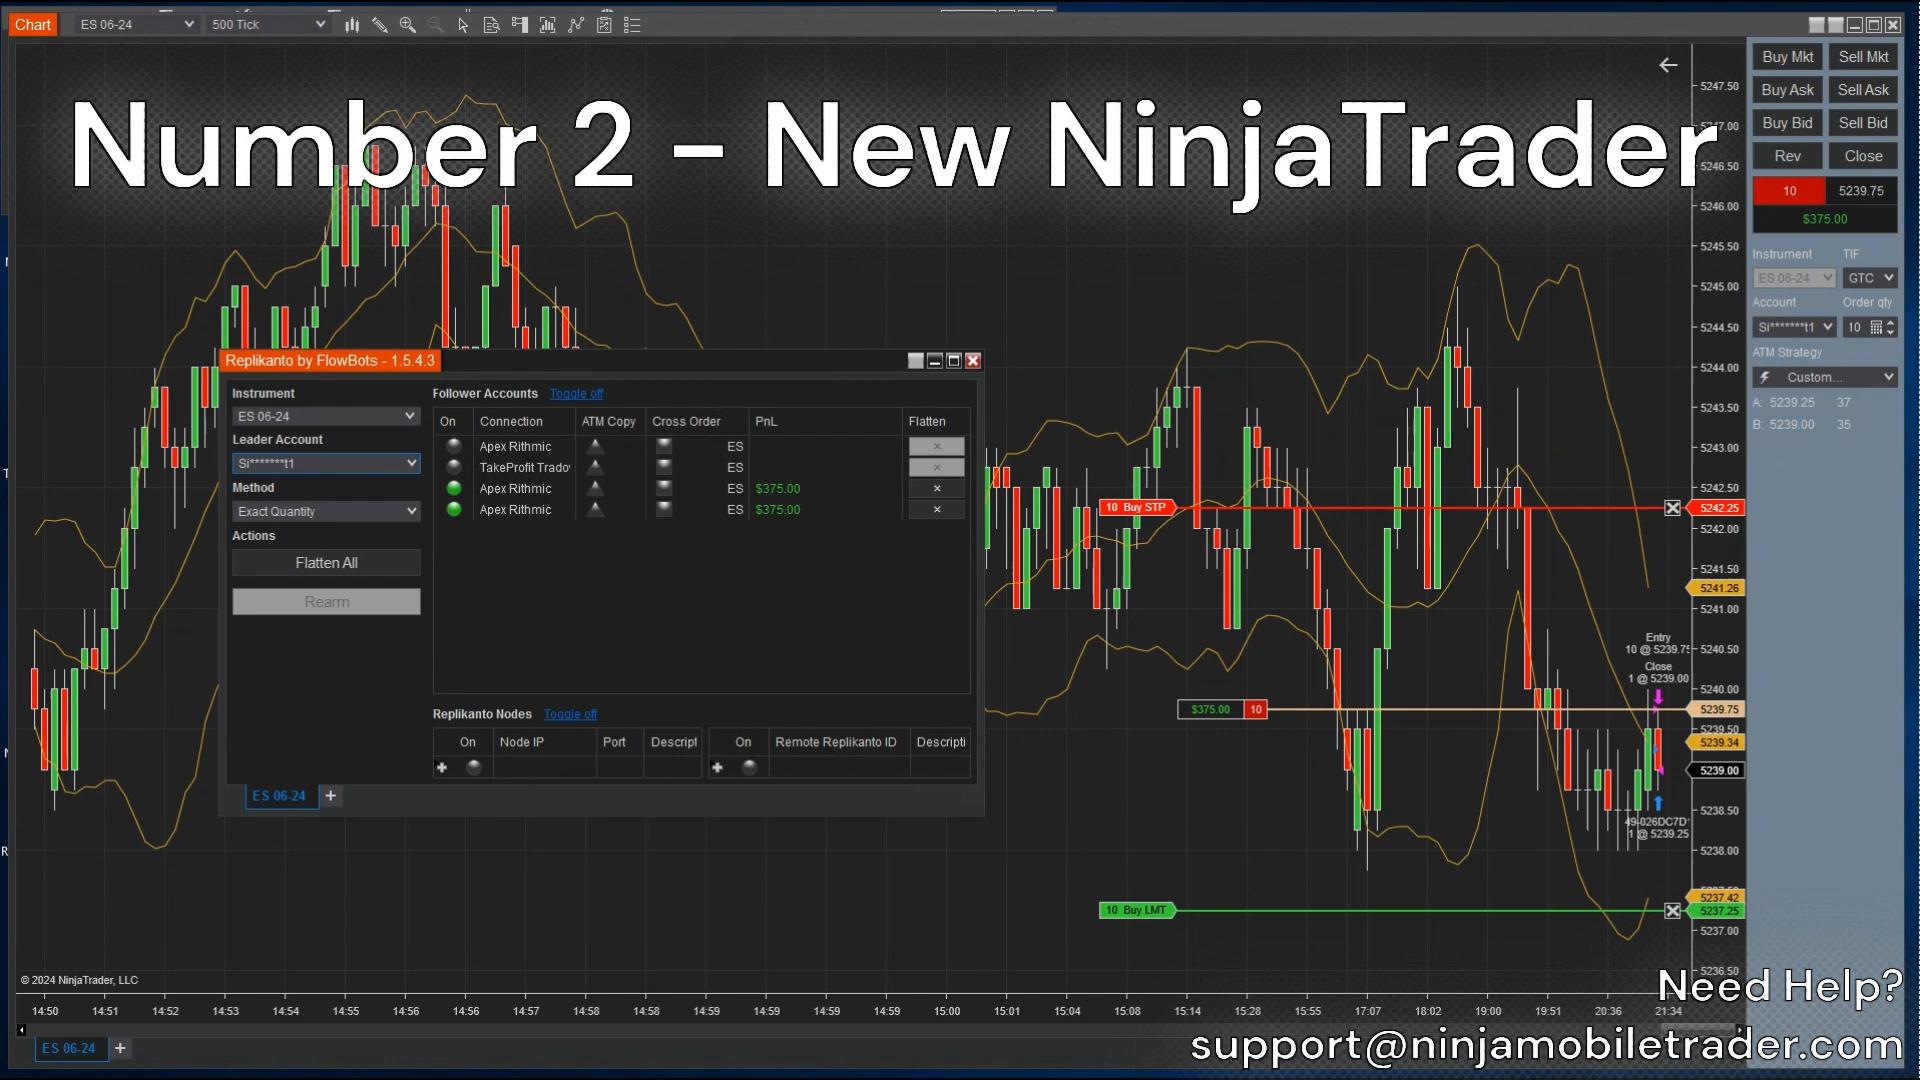 Chart
ES 06-24
500 Tick
Number 2 - New NinjaTrader
Buy Mkt
Sell Mkt
Buy Ask
Sell Ask
Buy Bid
Sell Bid
Rev
Close
10
5239.75
$375.00
Instrument
TIF
ES 06-24
GTC
Account
Order qty
Si*******t1
10
ATM Strategy
Custom...
A: 5239.25 37
B: 5239.00 35
Replikanto by FlowBots - 1.5.4.3
Instrument
ES 06-24
Leader Account
Si*******t1
Method
Exact Quantity
Actions
Flatten All
Rearm
Follower Accounts Toggle off
On Connection ATM Copy Cross Order PnL Flatten
Apex Rithmic ES
TakeProfit Trado ES
Apex Rithmic ES $375.00
Apex Rithmic ES $375.00
Replikanto Nodes Toggle off
On Node IP Port Descript
On Remote Replikanto ID Descripti
ES 06-24 +
5247.50
5247.00
5246.50
5246.00
5245.50
5245.00
5244.50
5244.00
5243.50
5243.00
5242.50
10 Buy STP
5242.25
5242.00
5241.50
5241.26
5241.00
Entry
10 @ 5239.75
5240.50
Close
1 @ 5239.00
5240.00
$375.00 10
5239.75
5239.50
5239.34
5239.00
5238.50
49-026DC7D
1 @ 5239.25
5238.00
5237.42
10 Buy LMT
5237.25
5237.00
5236.50
© 2024 NinjaTrader, LLC
14:50 14:51 14:52 14:53 14:54 14:55 14:56 14:56 14:57 14:58 14:58 14:59 14:59 14:59 14:59 15:00 15:01 15:04 15:08 15:14 15:28 15:55 17:07 18:02 19:00 19:51 20:36 21:34
ES 06-24 +
Need Help?
support@ninjamobiletrader.com